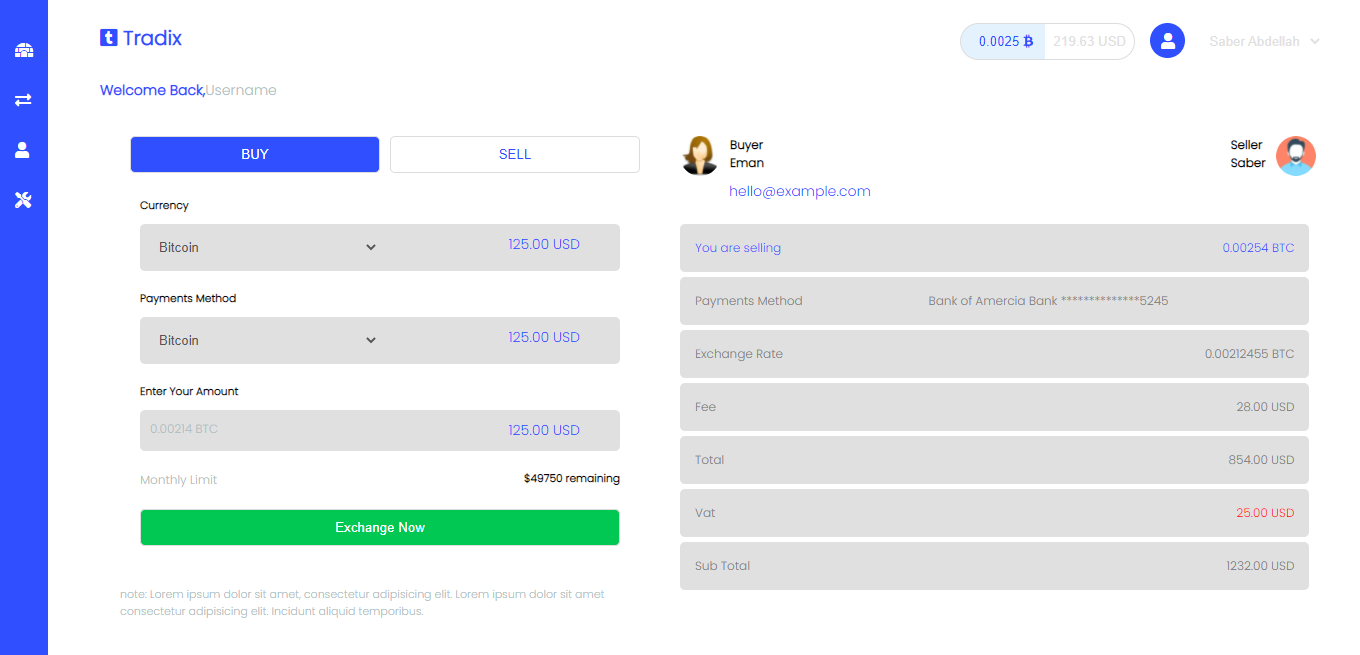 Tradix
0.0025 ₿ 219.63 USD Saber Abdellah
Welcome Back,Username
BUY SELL
Currency
Bitcoin 125.00 USD
Payments Method
Bitcoin 125.00 USD
Enter Your Amount
0.00214 BTC 125.00 USD
Monthly Limit $49750 remaining
Exchange Now
note: Lorem ipsum dolor sit amet, consectetur adipisicing elit. Lorem ipsum dolor sit amet
consectetur adipisicing elit. Incidunt aliquid temporibus.
Buyer
Eman
hello@example.com
Seller
Saber
You are selling 0.00254 BTC
Payments Method Bank of Amercia Bank **************5245
Exchange Rate 0.00212455 BTC
Fee 28.00 USD
Total 854.00 USD
Vat 25.00 USD
Sub Total 1232.00 USD